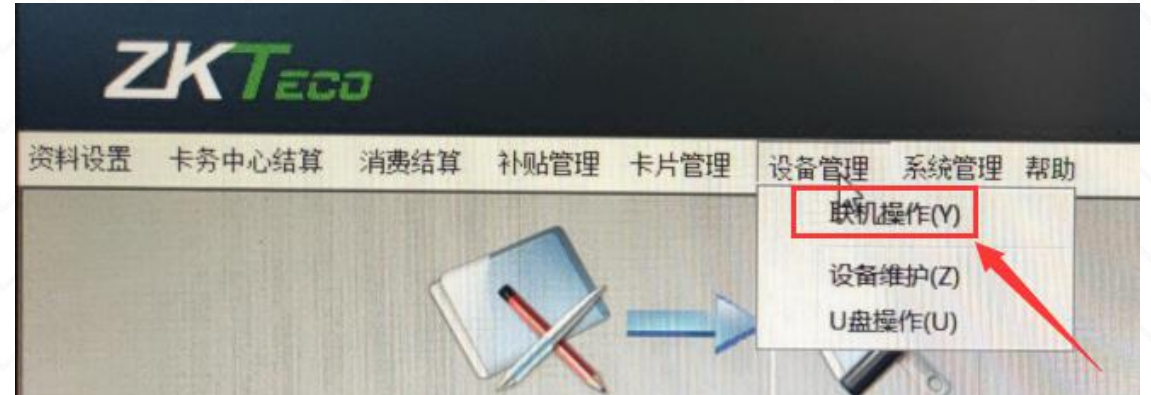 ZKTeco
资料设置 卡务中心结算 消费结算 补贴管理 卡片管理 设备管理 系统管理 帮助
联机操作(Y)
设备维护(Z)
U盘操作(U)